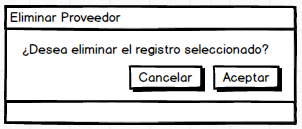 Eliminar Proveedor
¿Desea eliminar el registro seleccionado?
Cancelar Aceptar